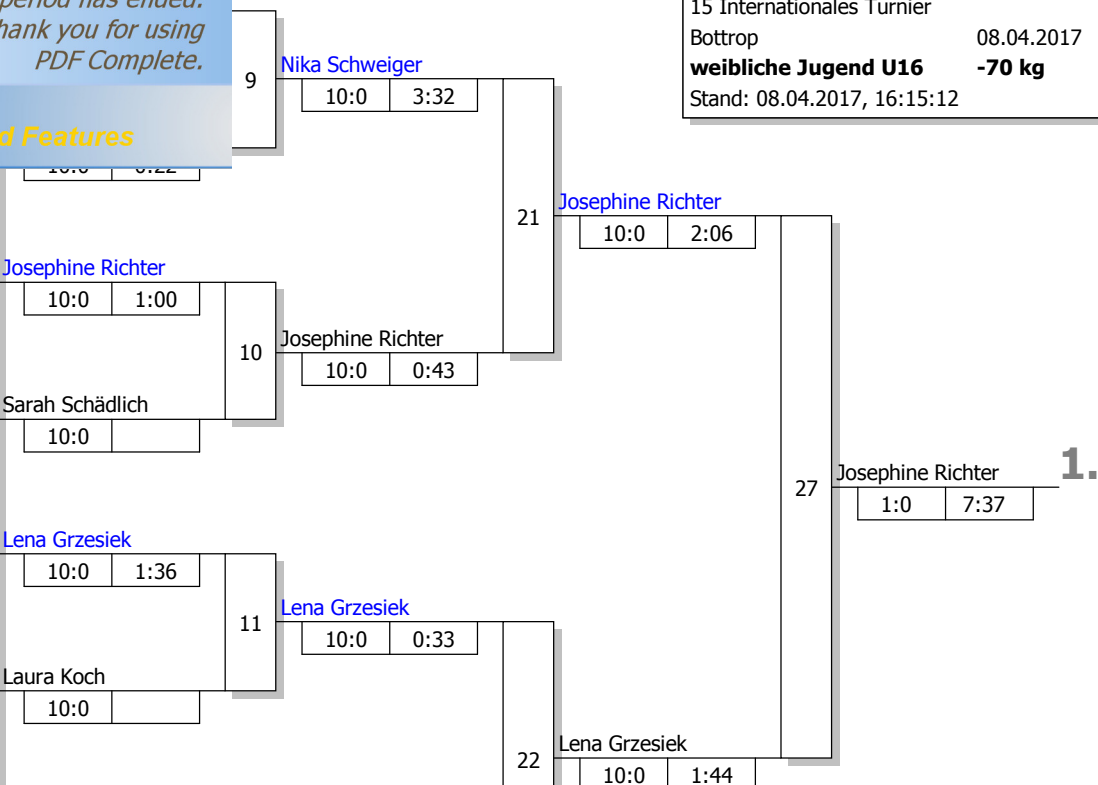 period has ended.
hank you for using
PDF Complete.
d Features
15 Internationales Turnier
Bottrop 08.04.2017
weibliche Jugend U16 -70 kg
Stand: 08.04.2017, 16:15:12
9
Nika Schweiger
10:0 3:32
21
Josephine Richter
10:0 2:06
Josephine Richter
10:0 1:00
10
Josephine Richter
10:0 0:43
Sarah Schädlich
10:0
27
Josephine Richter
1.
1:0 7:37
Lena Grzesiek
10:0 1:36
11
Lena Grzesiek
10:0 0:33
Laura Koch
10:0
22
Lena Grzesiek
10:0 1:44